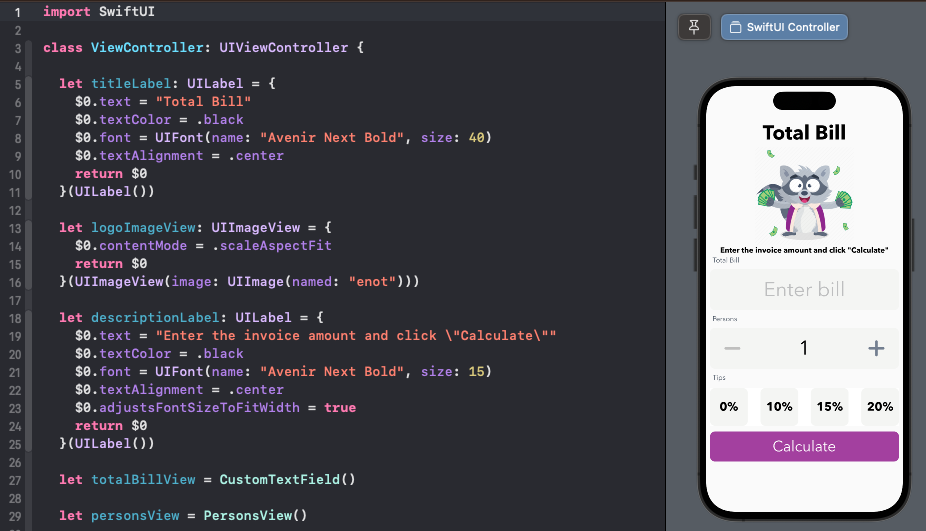 1 import SwiftUI
2
3 class ViewController: UIViewController {
4
5 let titleLabel: UILabel = {
6 $0.text = "Total Bill"
7 $0.textColor = .black
8 $0.font = UIFont(name: "Avenir Next Bold", size: 40)
9 $0.textAlignment = .center
10 return $0
11 }(UILabel())
12
13 let logoImageView: UIImageView = {
14 $0.contentMode = .scaleAspectFit
15 return $0
16 }(UIImageView(image: UIImage(named: "enot")))
17
18 let descriptionLabel: UILabel = {
19 $0.text = "Enter the invoice amount and click \"Calculate\""
20 $0.textColor = .black
21 $0.font = UIFont(name: "Avenir Next Bold", size: 15)
22 $0.textAlignment = .center
23 $0.adjustsFontSizeToFitWidth = true
24 return $0
25 }(UILabel())
26
27 let totalBillView = CustomTextField()
28
29 let personsView = PersonsView()
SwiftUI Controller
Total Bill
Enter the invoice amount and click "Calculate"
Total Bill
Enter bill
Persons
— 1 +
Tips
0% 10% 15% 20%
Calculate